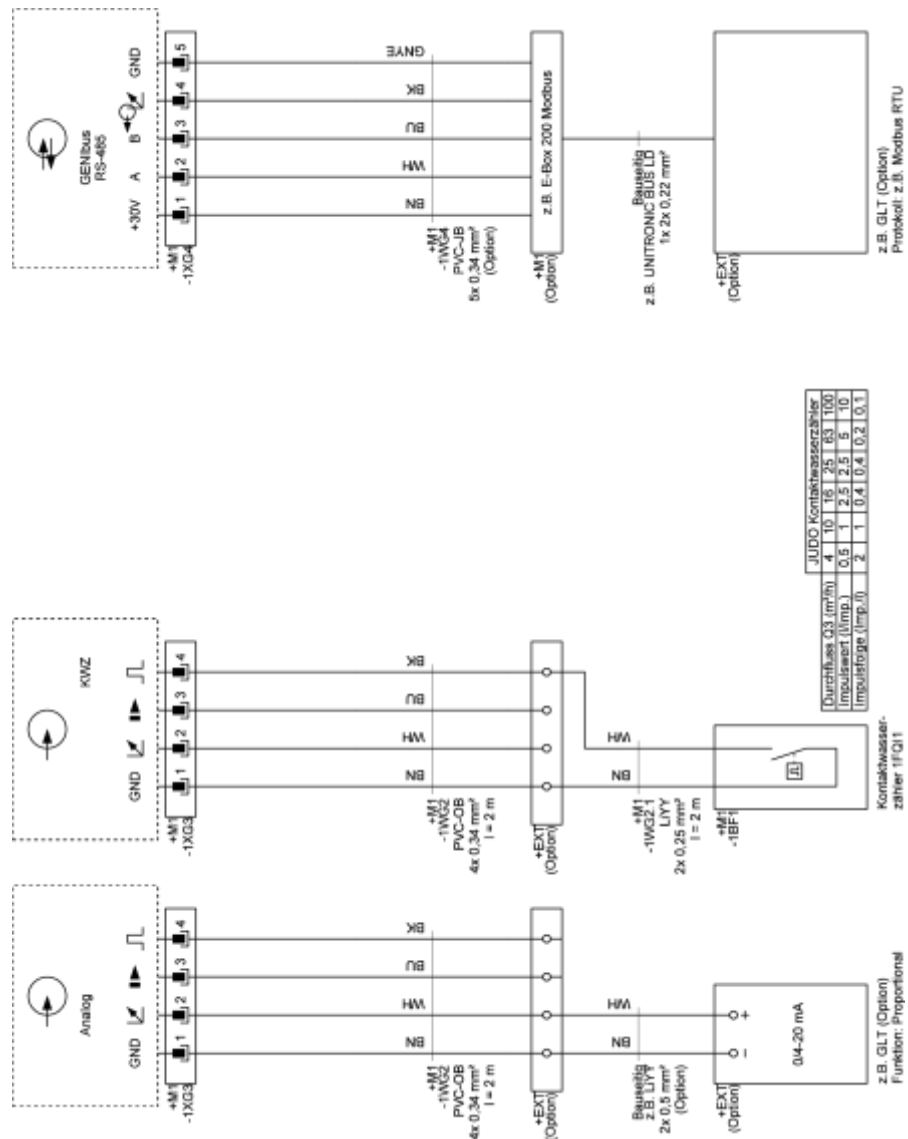 Analog
GND
+M1
-1XG3
1
2
3
4
BN
WH
BU
BK
+M1
-1WG2
PVC-OB
4x 0,34 mm²
l = 2 m
+EXT
(Option)
BN
WH
Bauseitig
z.B. LiYY
2x 0,5 mm²
(Option)
+EXT
(Option)
− +
0/4-20 mA
z.B. GLT (Option)
Funktion: Proportional
KWZ
GND
+M1
-1XG3
1
2
3
4
BN
WH
BU
BK
+M1
-1WG2
PVC-OB
4x 0,34 mm²
l = 2 m
+EXT
(Option)
BN
WH
+M1
-1WG2.1
LiYY
2x 0,25 mm²
l = 2 m
+M1
-1BF1
Kontaktwasser-
zähler 1FQI1
JUDO Kontaktwasserzähler
Durchfluss Q3 (m³/h) 4 10 16 25 63 100
Impulswert (l/Imp.) 0,5 1 2,5 2,5 5 10
Impulsfolge (Imp./l) 2 1 0,4 0,4 0,2 0,1
GENIbus
RS-485
+30V
A
B
GND
+M1
-1XG4
1
2
3
4
5
BN
WH
BU
BK
GNYE
+M1
-1WG4
PVC-JB
5x 0,34 mm²
(Option)
+M1
(Option)
z.B. E-Box 200 Modbus
Bauseitig
z.B. UNITRONIC BUS LD
1x 2x 0,22 mm²
+EXT
(Option)
z.B. GLT (Option)
Protokoll: z.B. Modbus RTU